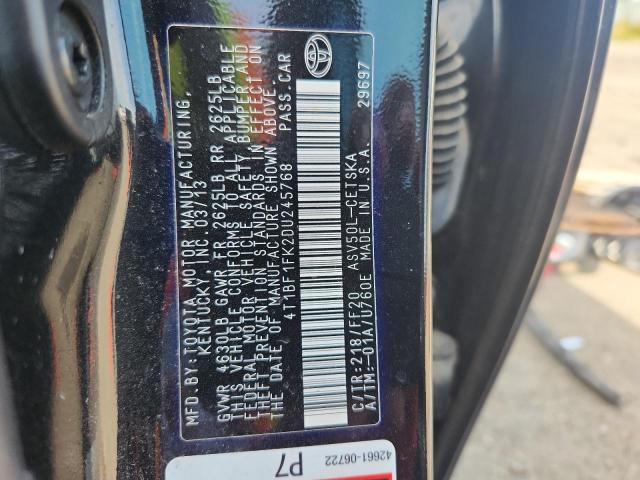 MFD. BY: TOYOTA MOTOR MANUFACTURING,
KENTUCKY, INC. 03/13
GVWR 4630LB GAWR FR 2625LB RR 2625LB
THIS VEHICLE CONFORMS TO ALL APPLICABLE
FEDERAL MOTOR VEHICLE SAFETY, BUMPER, AND
THEFT PREVENTION STANDARDS IN EFFECT ON
THE DATE OF MANUFACTURE SHOWN ABOVE.
4T1BF1FK2DU245768 PASS. CAR
C/TR: 218/FF20 ASV50L-CETSKA
A/TM: -01A/U760E MADE IN U.S.A. 29697
42661-06722
P7